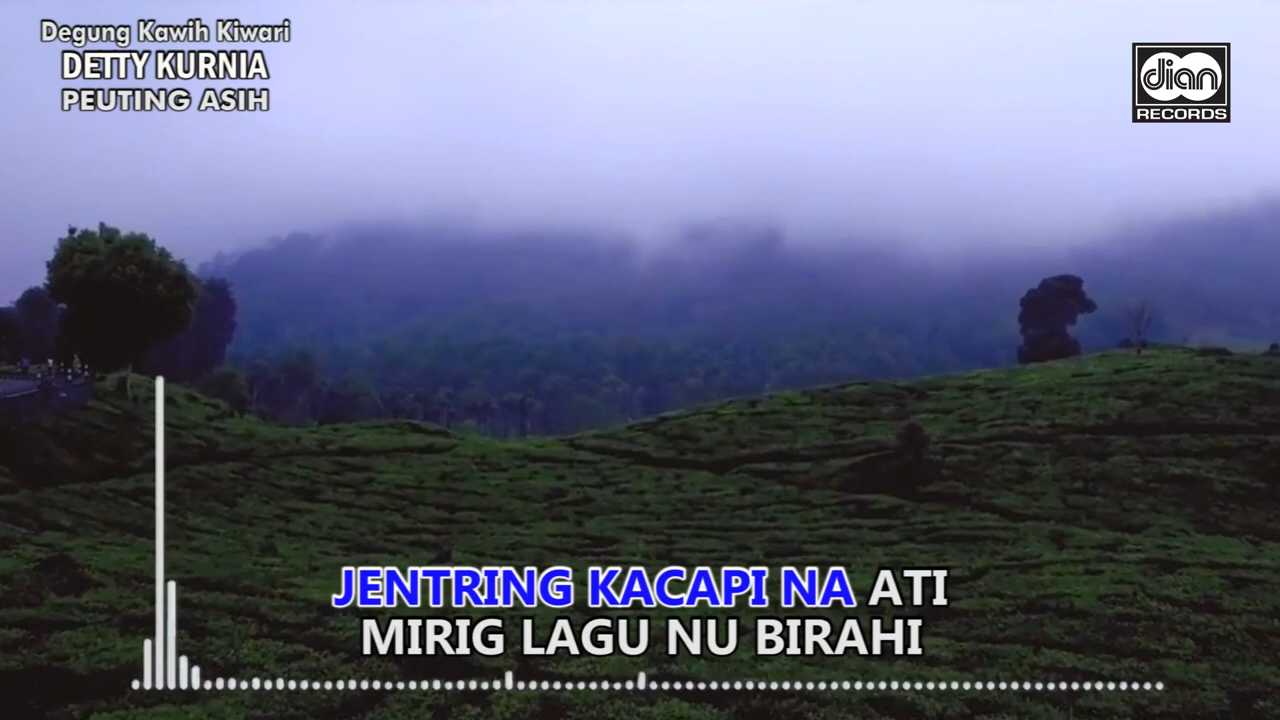 Degung Kawih Kiwari
DETTY KURNIA
PEUTING ASIH
dian
RECORDS
JENTRING KACAPI NA ATI
MIRIG LAGU NU BIRAHI